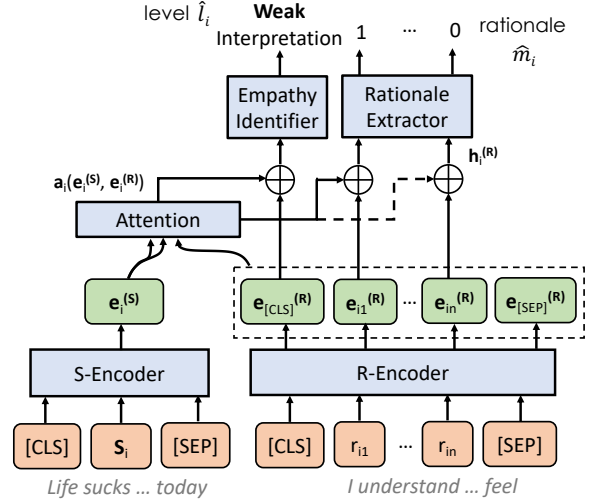 level l̂ᵢ
Weak
Interpretation
1 ... 0
rationale
m̂ᵢ
Empathy
Identifier
Rationale
Extractor
hᵢ⁽ᴿ⁾
aᵢ(eᵢ⁽ˢ⁾, eᵢ⁽ᴿ⁾)
Attention
eᵢ⁽ˢ⁾
e[CLS]⁽ᴿ⁾ eᵢ₁⁽ᴿ⁾ ... eᵢₙ⁽ᴿ⁾ e[SEP]⁽ᴿ⁾
S-Encoder
R-Encoder
[CLS] Sᵢ [SEP]
[CLS] rᵢ₁ ... rᵢₙ [SEP]
Life sucks ... today
I understand ... feel